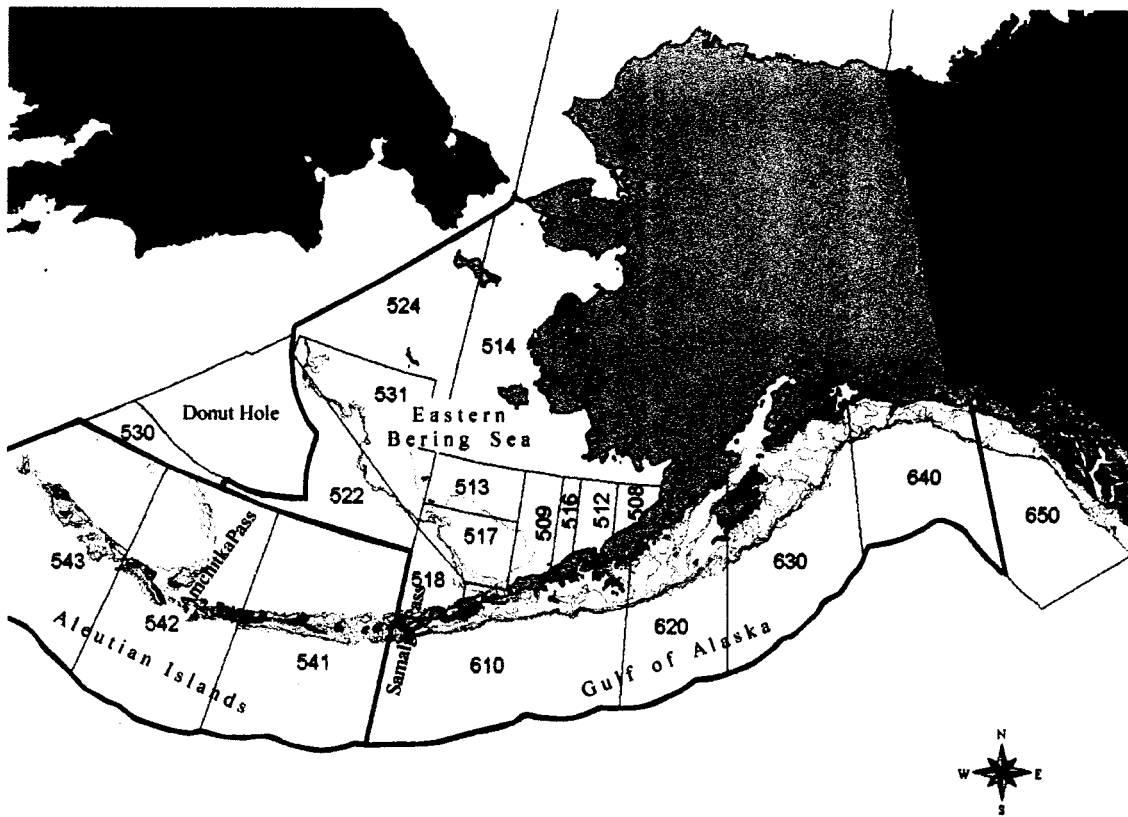 524
514
531
Donut Hole
Eastern
Bering Sea
530
522
513
509
516
512
508
517
640
650
518
543
Amchitka Pass
542
541
630
620
Aleutian Islands
Samalga Pass
610
Gulf of Alaska
N
W E
S